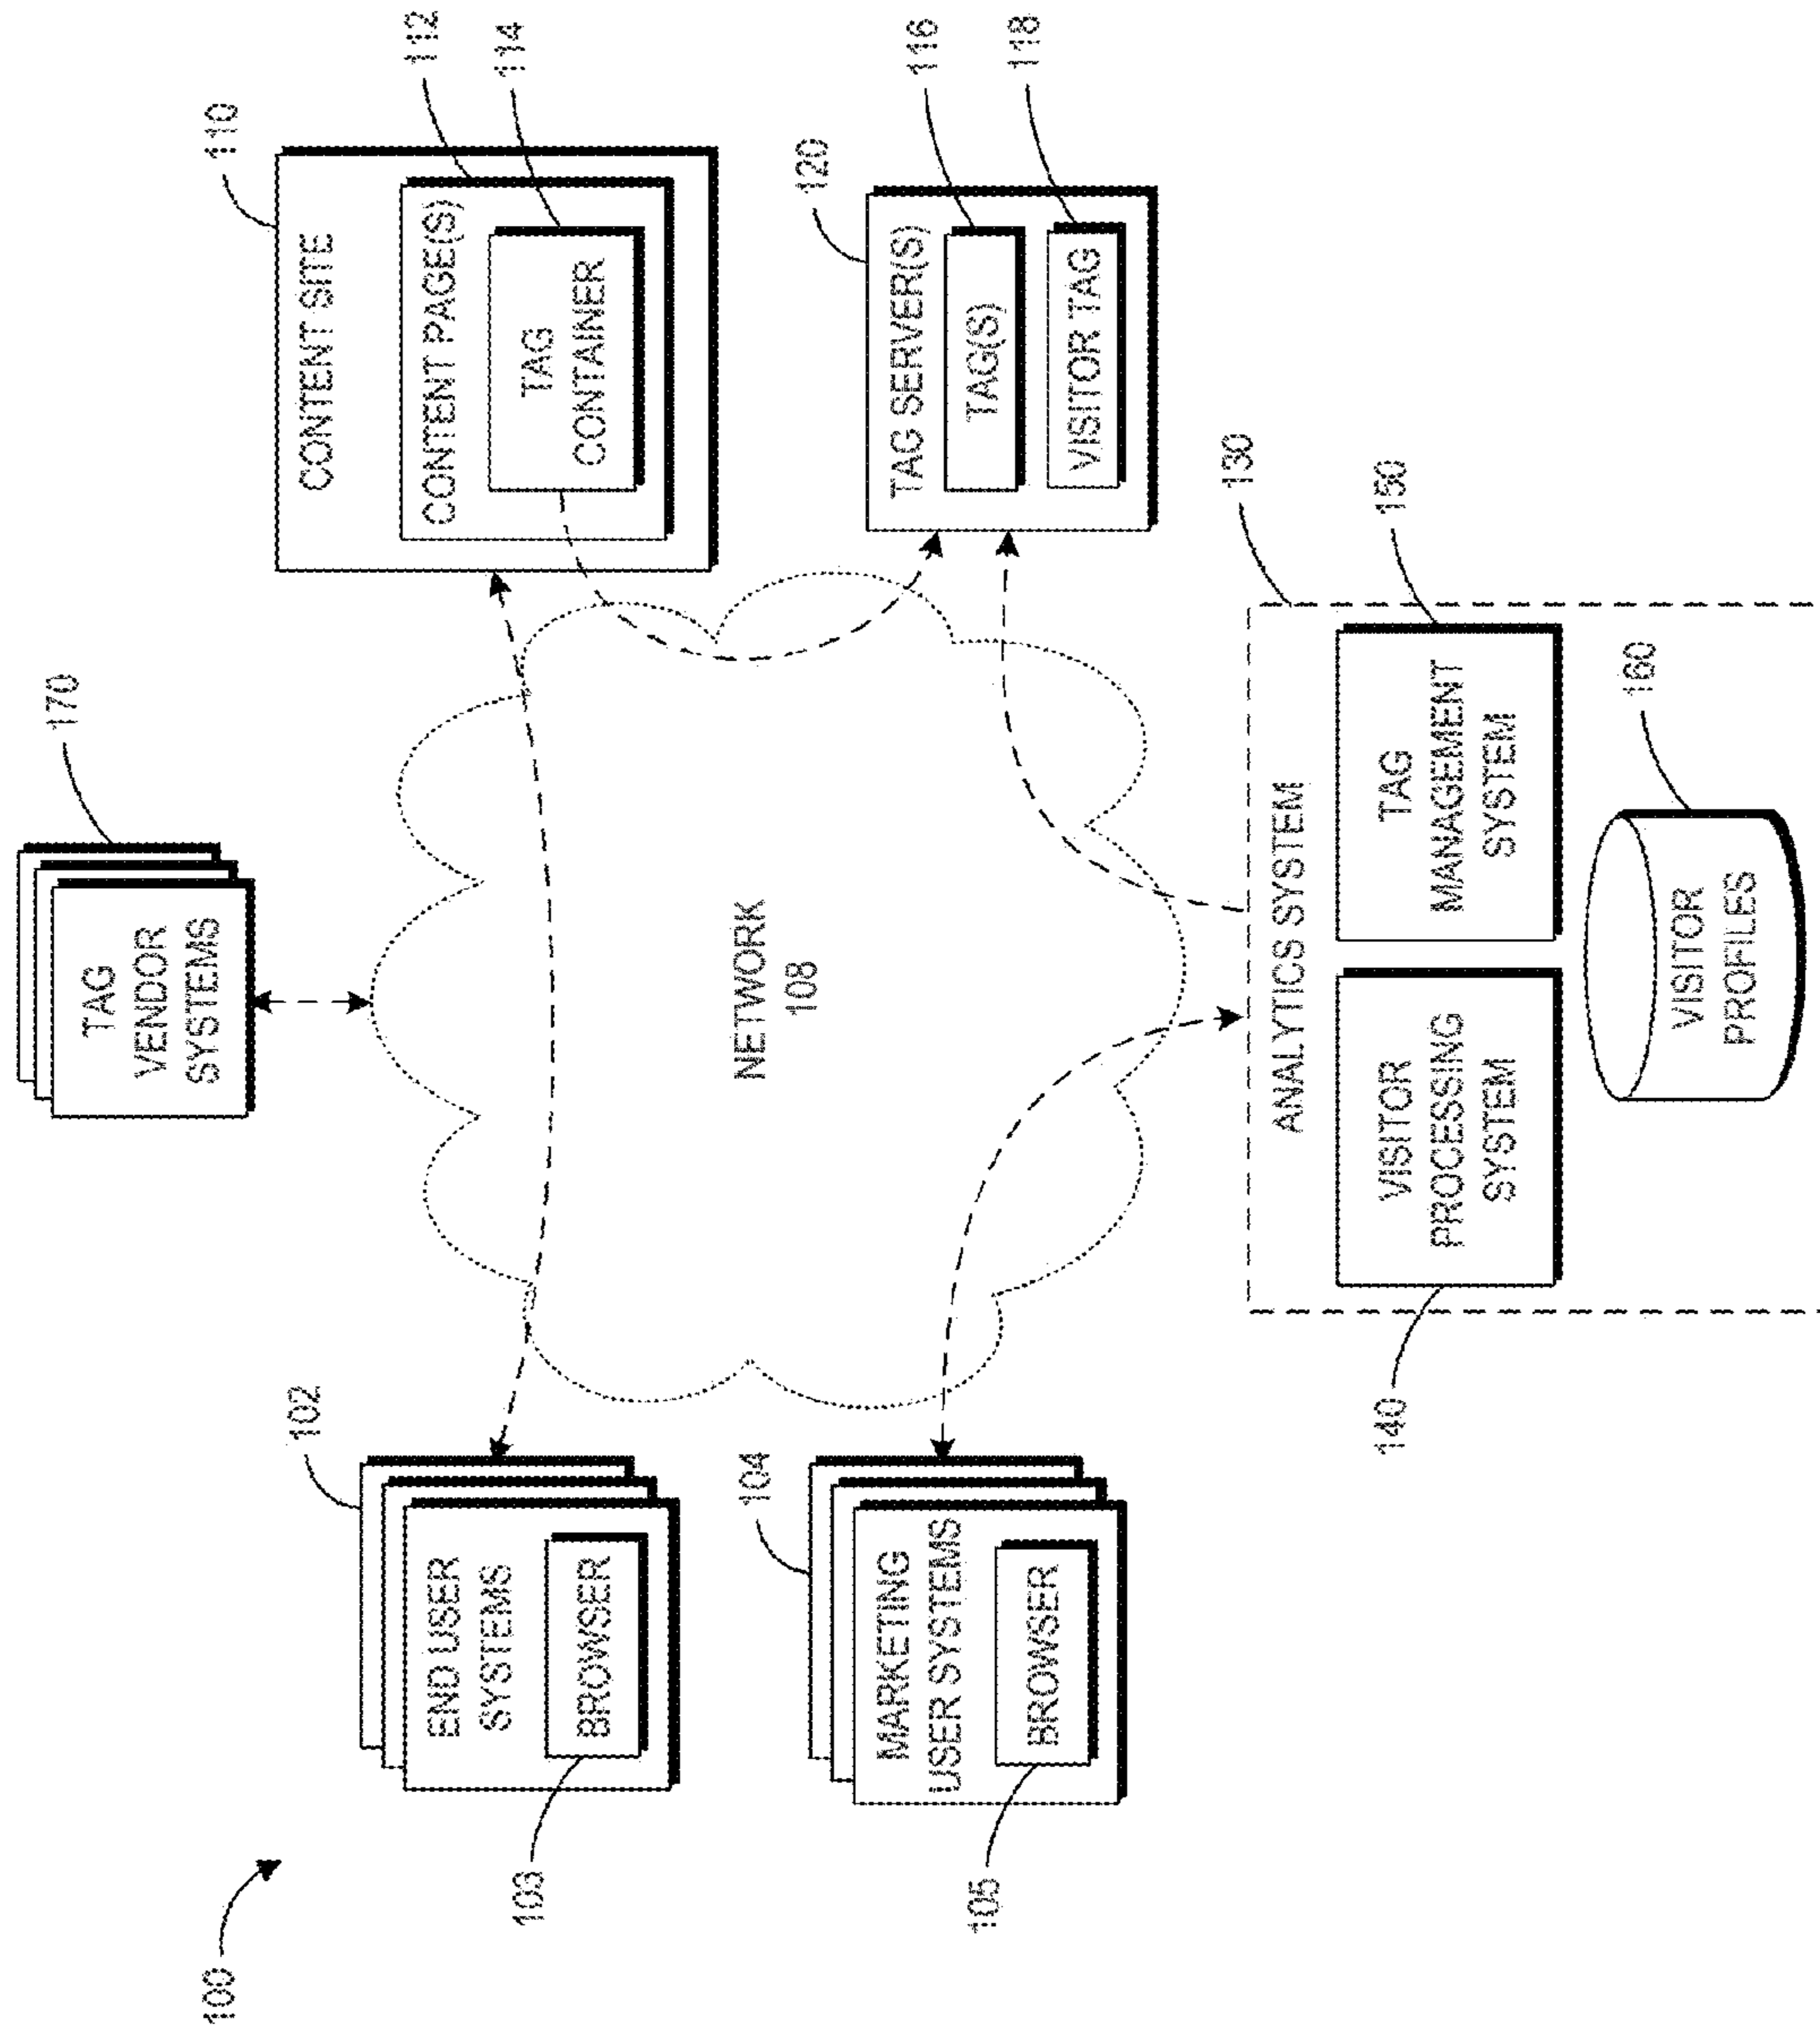 100
170
TAG
VENDOR
SYSTEMS
102
END USER
SYSTEMS
BROWSER
103
110
CONTENT SITE
112
CONTENT PAGE(S)
114
TAG
CONTAINER
NETWORK
108
104
MARKETING
USER SYSTEMS
BROWSER
105
120
TAG SERVER(S)
116
TAG(S)
118
VISITOR TAG
130
ANALYTICS SYSTEM
140
VISITOR
PROCESSING
SYSTEM
150
TAG
MANAGEMENT
SYSTEM
160
VISITOR
PROFILES